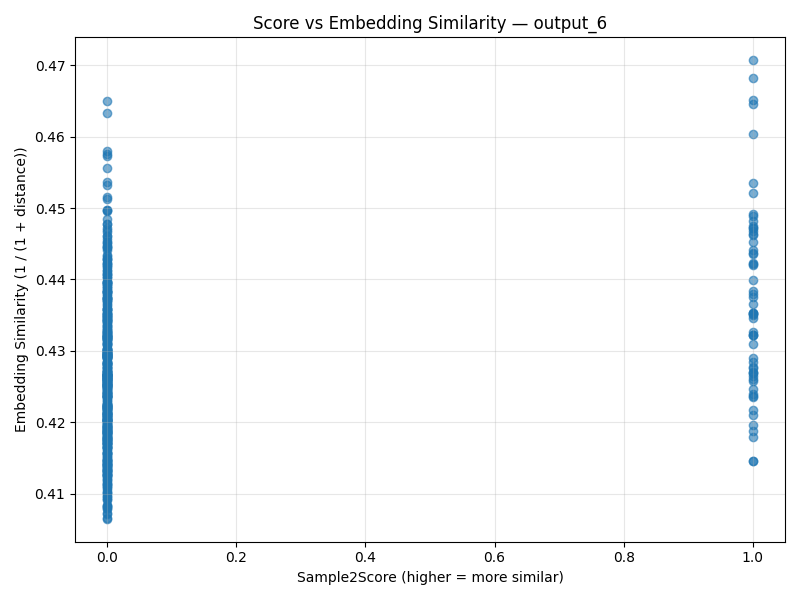 Score vs Embedding Similarity — output_6
Embedding Similarity (1 / (1 + distance))
0.47
0.46
0.45
0.44
0.43
0.42
0.41
0.0 0.2 0.4 0.6 0.8 1.0
Sample2Score (higher = more similar)